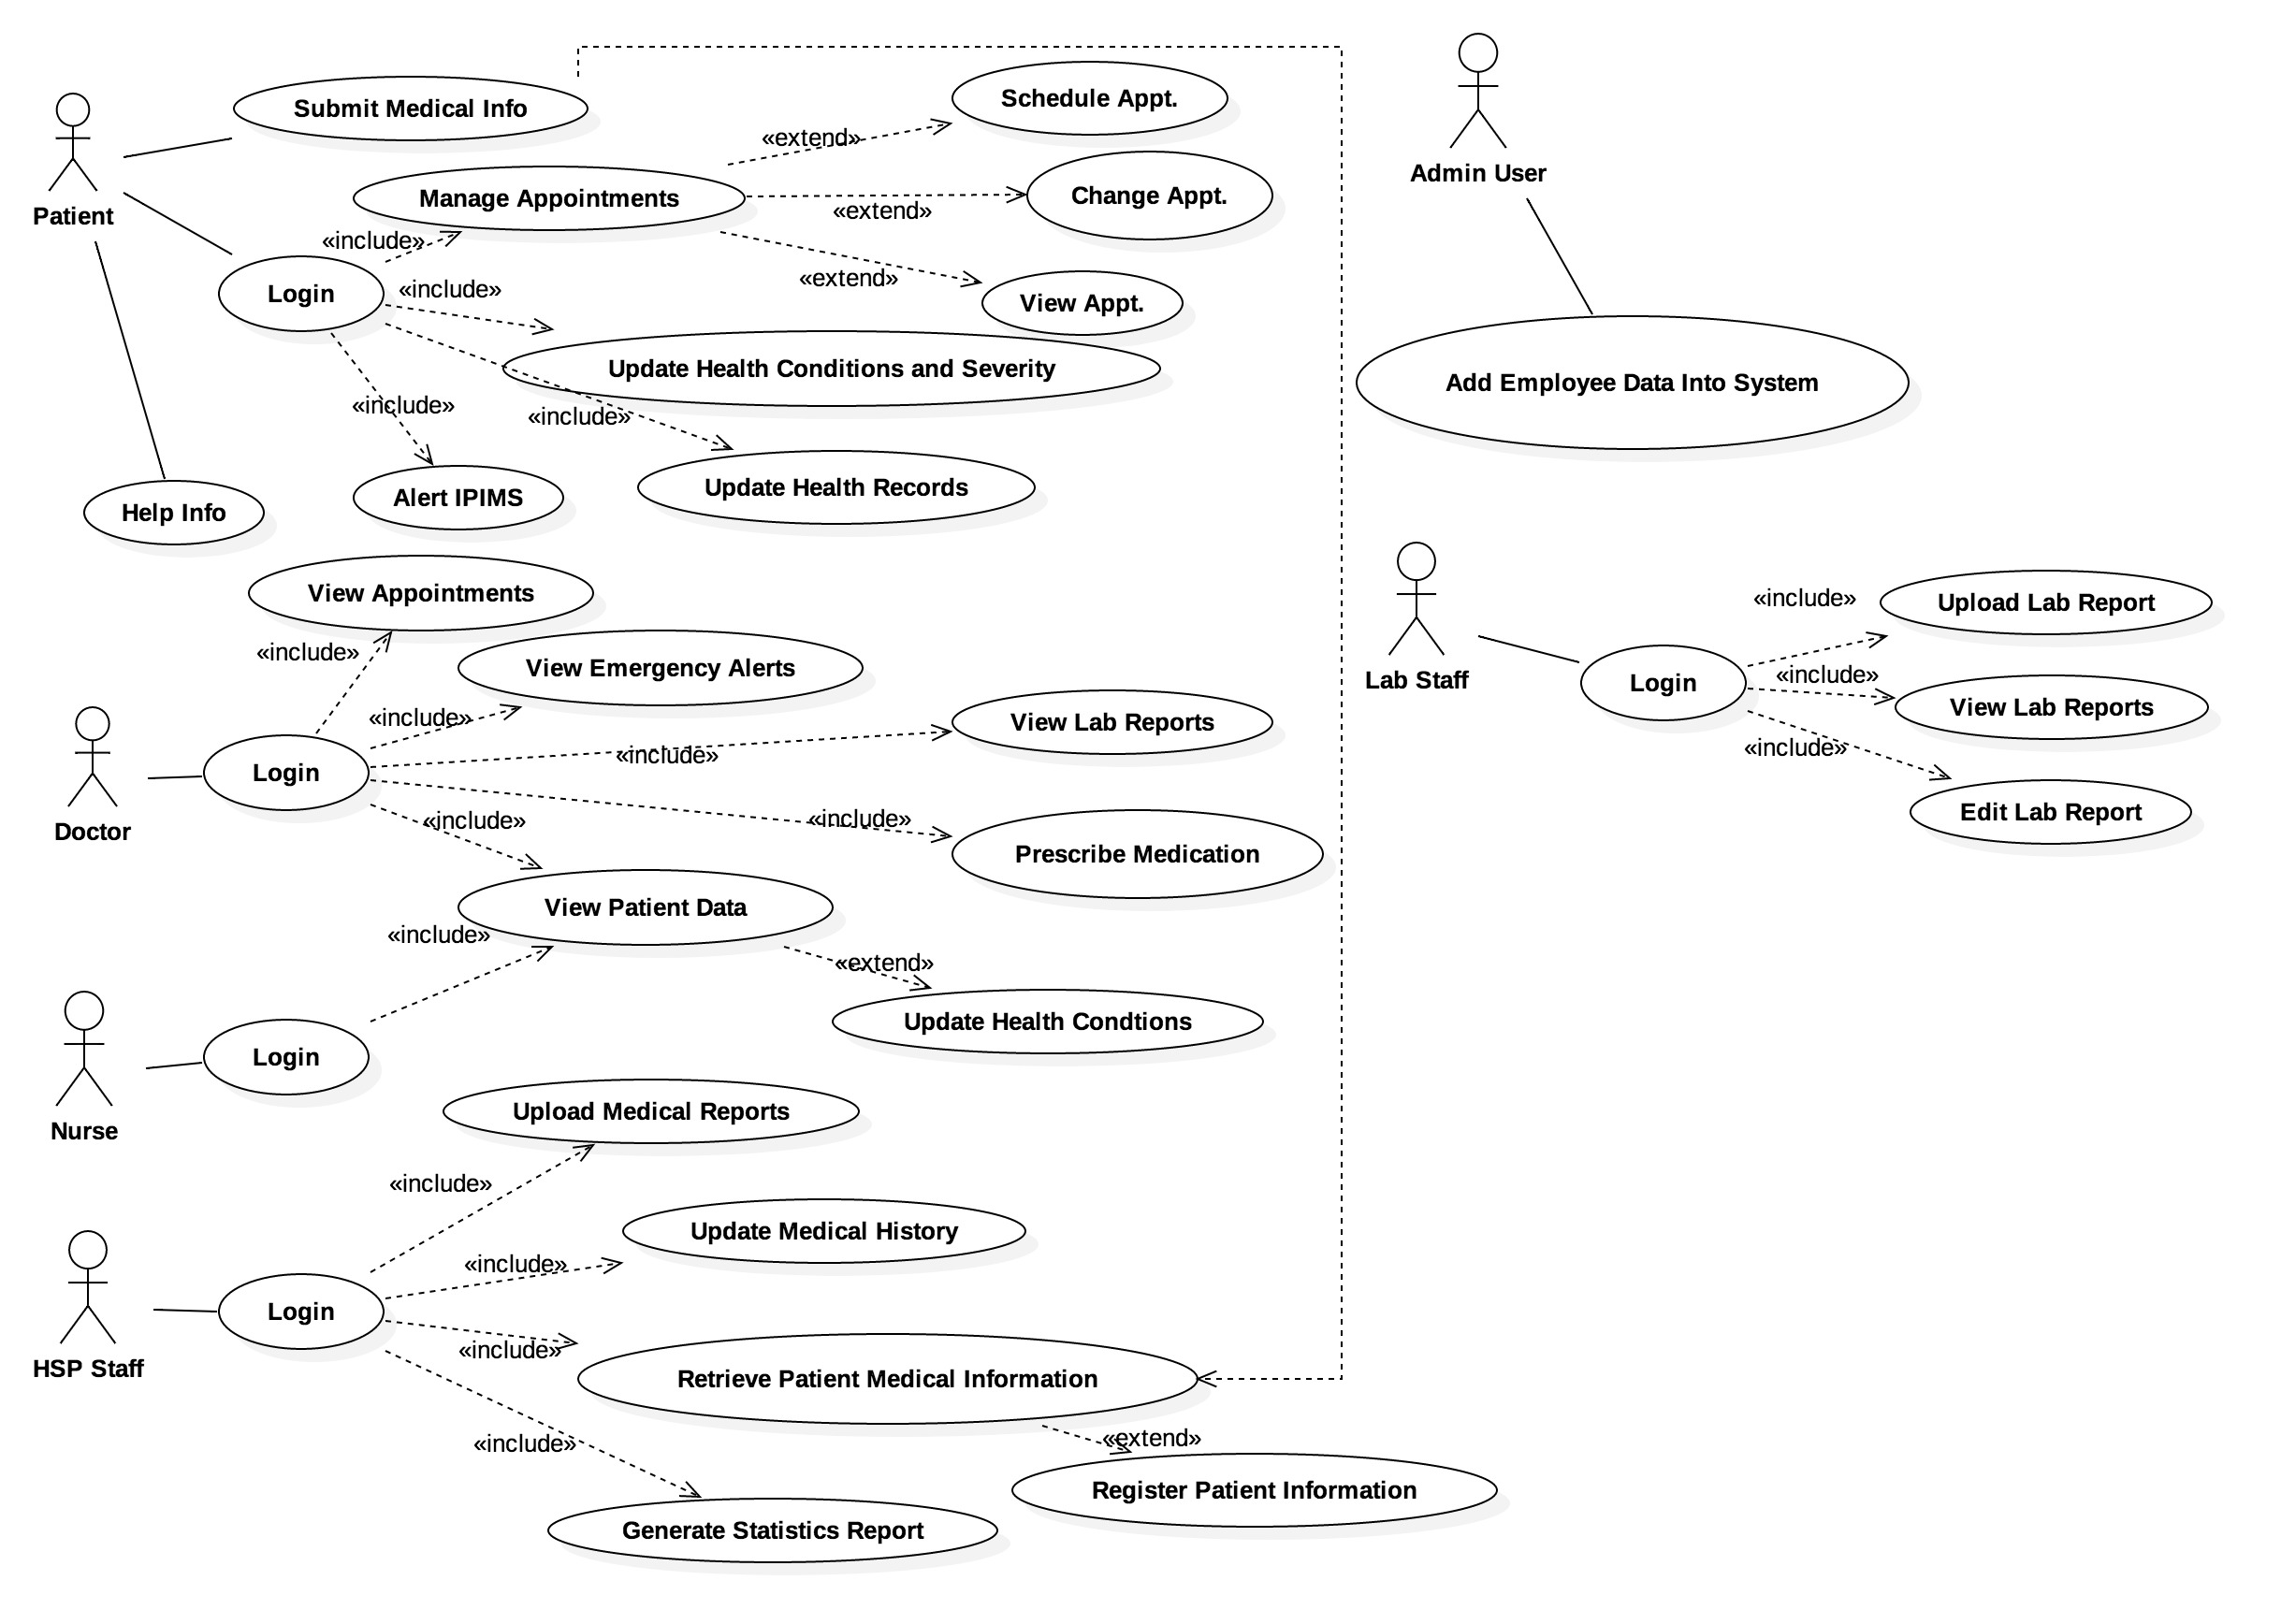 Submit Medical Info
Schedule Appt.
«extend»
Patient
Manage Appointments
Change Appt.
«extend»
«include»
Login
«include»
«extend»
View Appt.
Update Health Conditions and Severity
«include»
«include»
Alert IPIMS
Update Health Records
Help Info
Admin User
Add Employee Data Into System
View Appointments
«include»
View Emergency Alerts
«include»
View Lab Reports
«include»
Login
Doctor
«include»
«include»
Prescribe Medication
View Patient Data
«include»
«extend»
Update Health Condtions
Login
Nurse
Lab Staff
Login
«include»
Upload Lab Report
«include»
View Lab Reports
«include»
Edit Lab Report
Upload Medical Reports
«include»
Update Medical History
«include»
Login
HSP Staff
«include»
Retrieve Patient Medical Information
«include»
«extend»
Register Patient Information
Generate Statistics Report